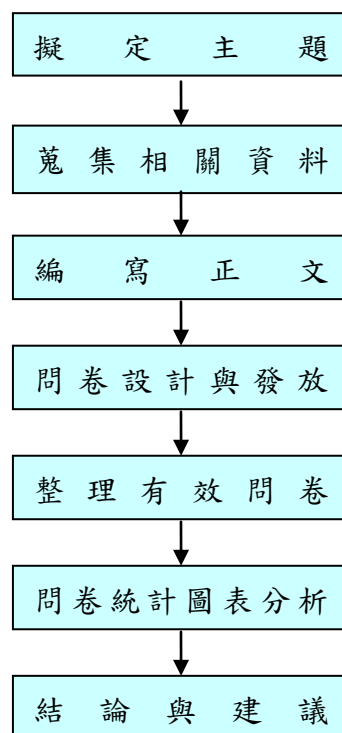 擬定主題
蒐集相關資料
編寫正文
問卷設計與發放
整理有效問卷
問卷統計圖表分析
結論與建議